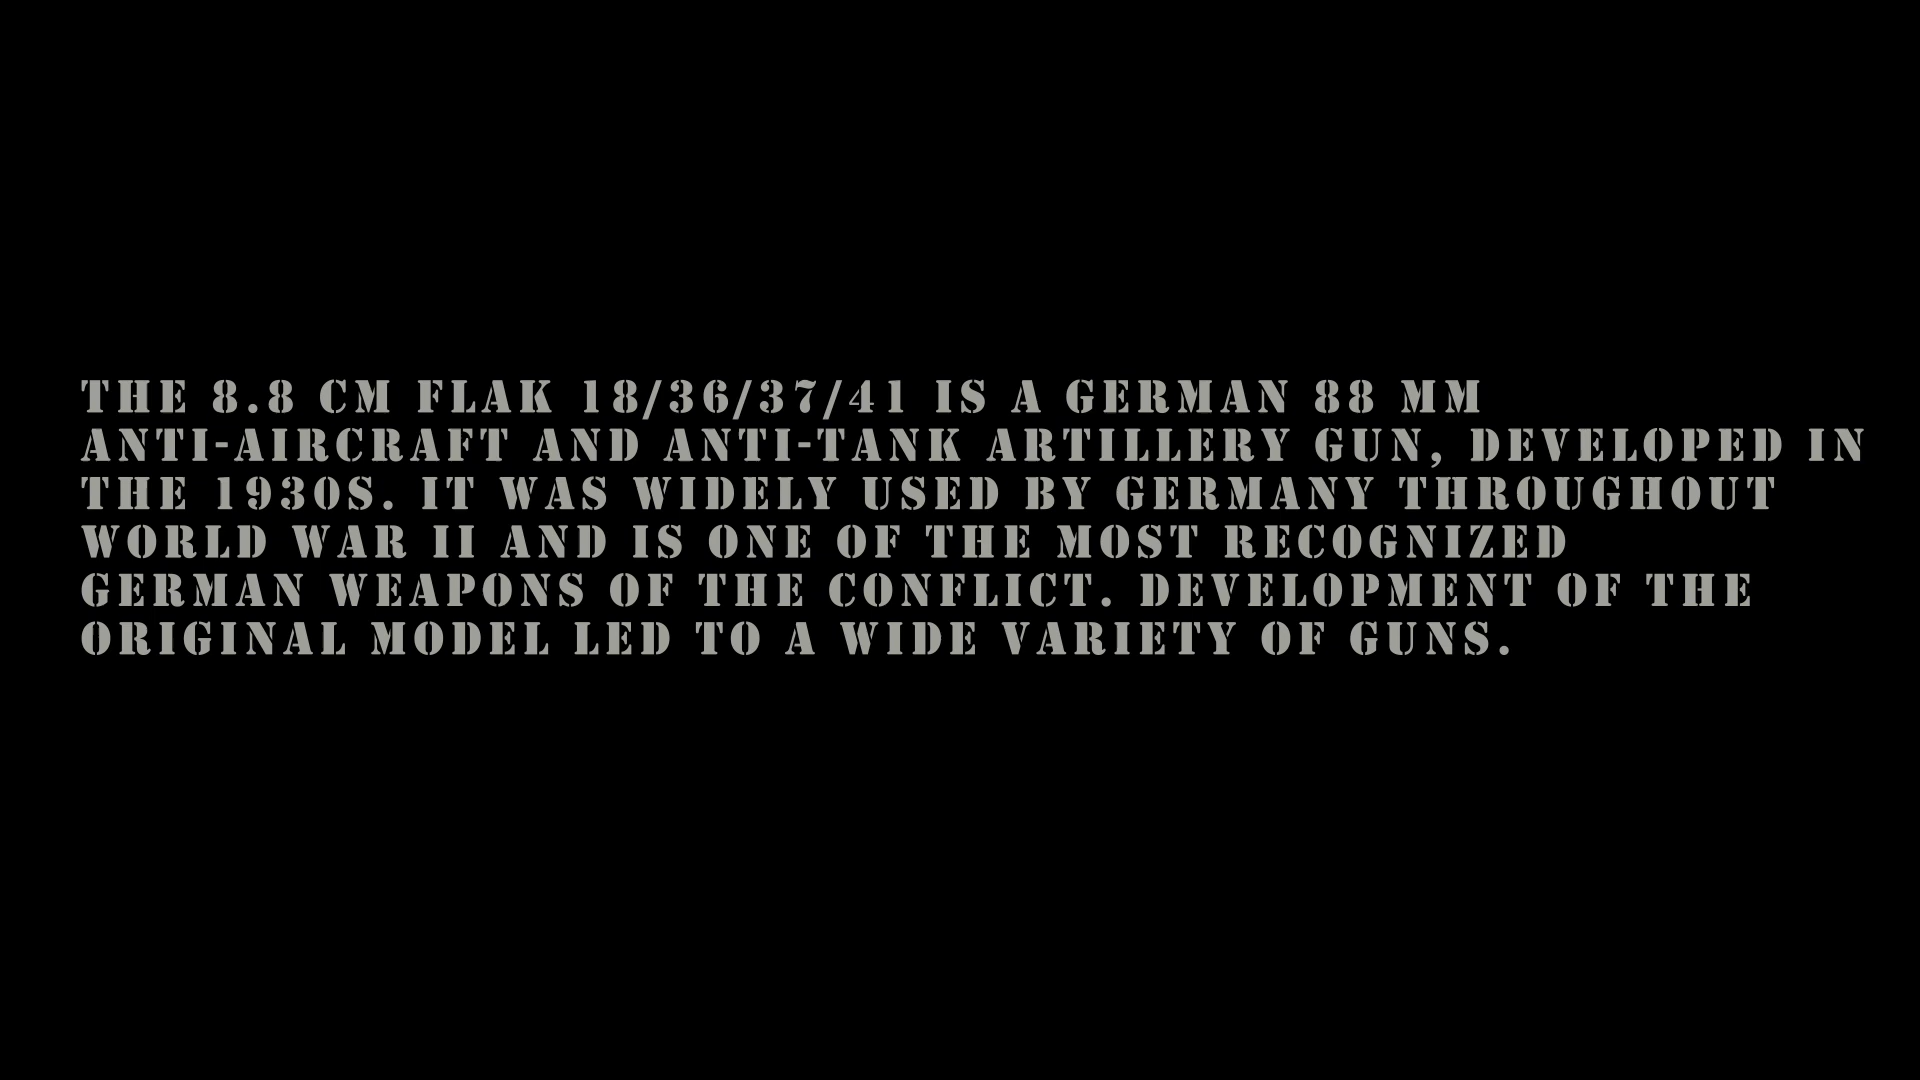 THE 8.8 CM FLAK 18/36/37/41 IS A GERMAN 88 MM
ANTI-AIRCRAFT AND ANTI-TANK ARTILLERY GUN, DEVELOPED IN
THE 1930S. IT WAS WIDELY USED BY GERMANY THROUGHOUT
WORLD WAR II AND IS ONE OF THE MOST RECOGNIZED
GERMAN WEAPONS OF THE CONFLICT. DEVELOPMENT OF THE
ORIGINAL MODEL LED TO A WIDE VARIETY OF GUNS.